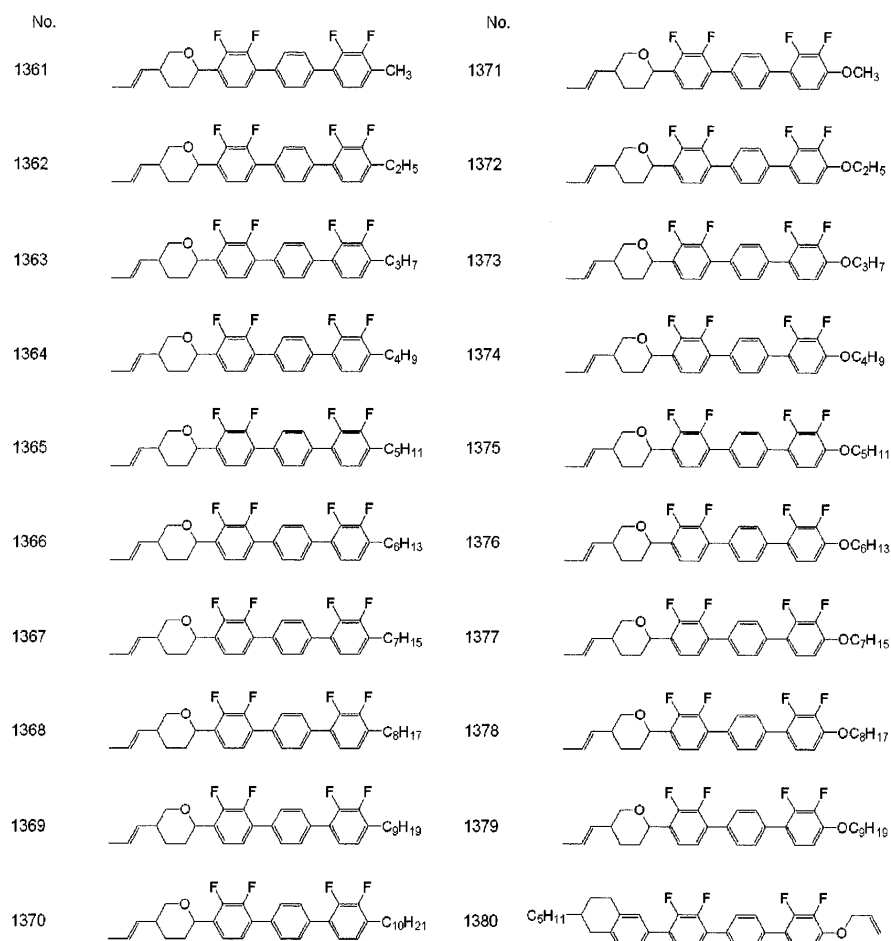 No. No.
F F F F
O
1361 CH3 1371 OCH3
F F F F
O
1362 C2H5 1372 OC2H5
F F F F
O
1363 C3H7 1373 OC3H7
F F F F
O
1364 C4H9 1374 OC4H9
F F F F
O
1365 C5H11 1375 OC5H11
F F F F
O
1366 C6H13 1376 OC6H13
F F F F
O
1367 C7H15 1377 OC7H15
F F F F
O
1368 C8H17 1378 OC8H17
F F F F
O
1369 C9H19 1379 OC9H19
F F F F
O
1370 C10H21 1380 C5H11 O